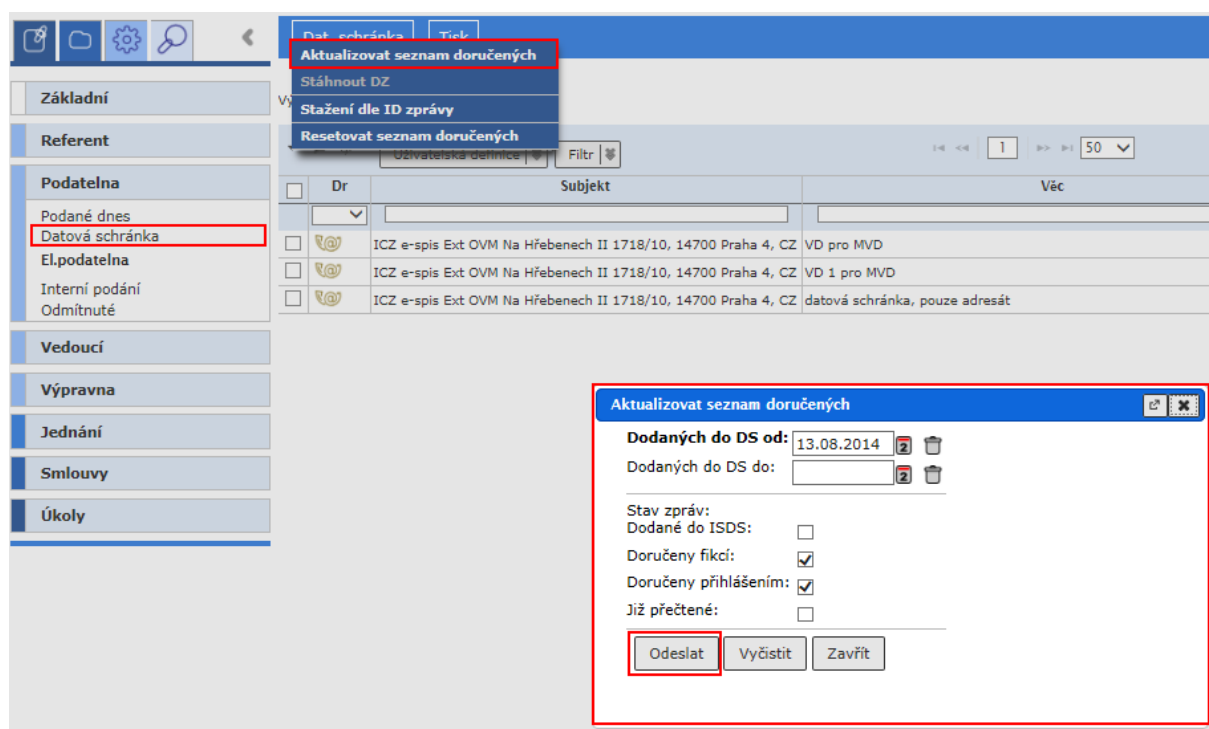 Dat. schránka Tisk
Aktualizovat seznam doručených
Stáhnout DZ
Stažení dle ID zprávy
Resetovat seznam doručených
Základní
Referent
Podatelna
Podané dnes
Datová schránka
El.podatelna
Interní podání
Odmítnuté
Vedoucí
Výpravna
Jednání
Smlouvy
Úkoly
Uživatelská definice Filtr 1 50
Dr Subjekt Věc
ICZ e-spis Ext OVM Na Hřebenech II 1718/10, 14700 Praha 4, CZ VD pro MVD
ICZ e-spis Ext OVM Na Hřebenech II 1718/10, 14700 Praha 4, CZ VD 1 pro MVD
ICZ e-spis Ext OVM Na Hřebenech II 1718/10, 14700 Praha 4, CZ datová schránka, pouze adresát
Aktualizovat seznam doručených
Dodaných do DS od: 13.08.2014
Dodaných do DS do:
Stav zpráv:
Dodané do ISDS:
Doručeny fikcí:
Doručeny přihlášením:
Již přečtené:
Odeslat Vyčistit Zavřít